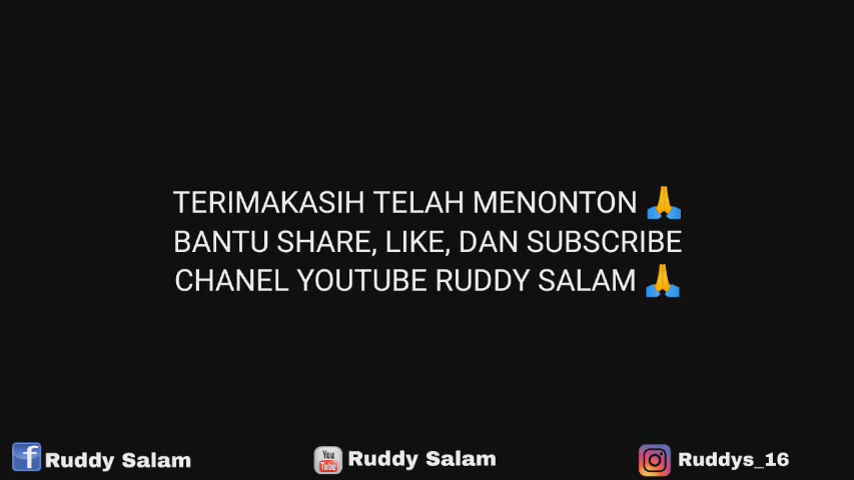 TERIMAKASIH TELAH MENONTON 🙏
BANTU SHARE, LIKE, DAN SUBSCRIBE
CHANEL YOUTUBE RUDDY SALAM 🙏
f Ruddy Salam
You Tube Ruddy Salam
Ruddys_16